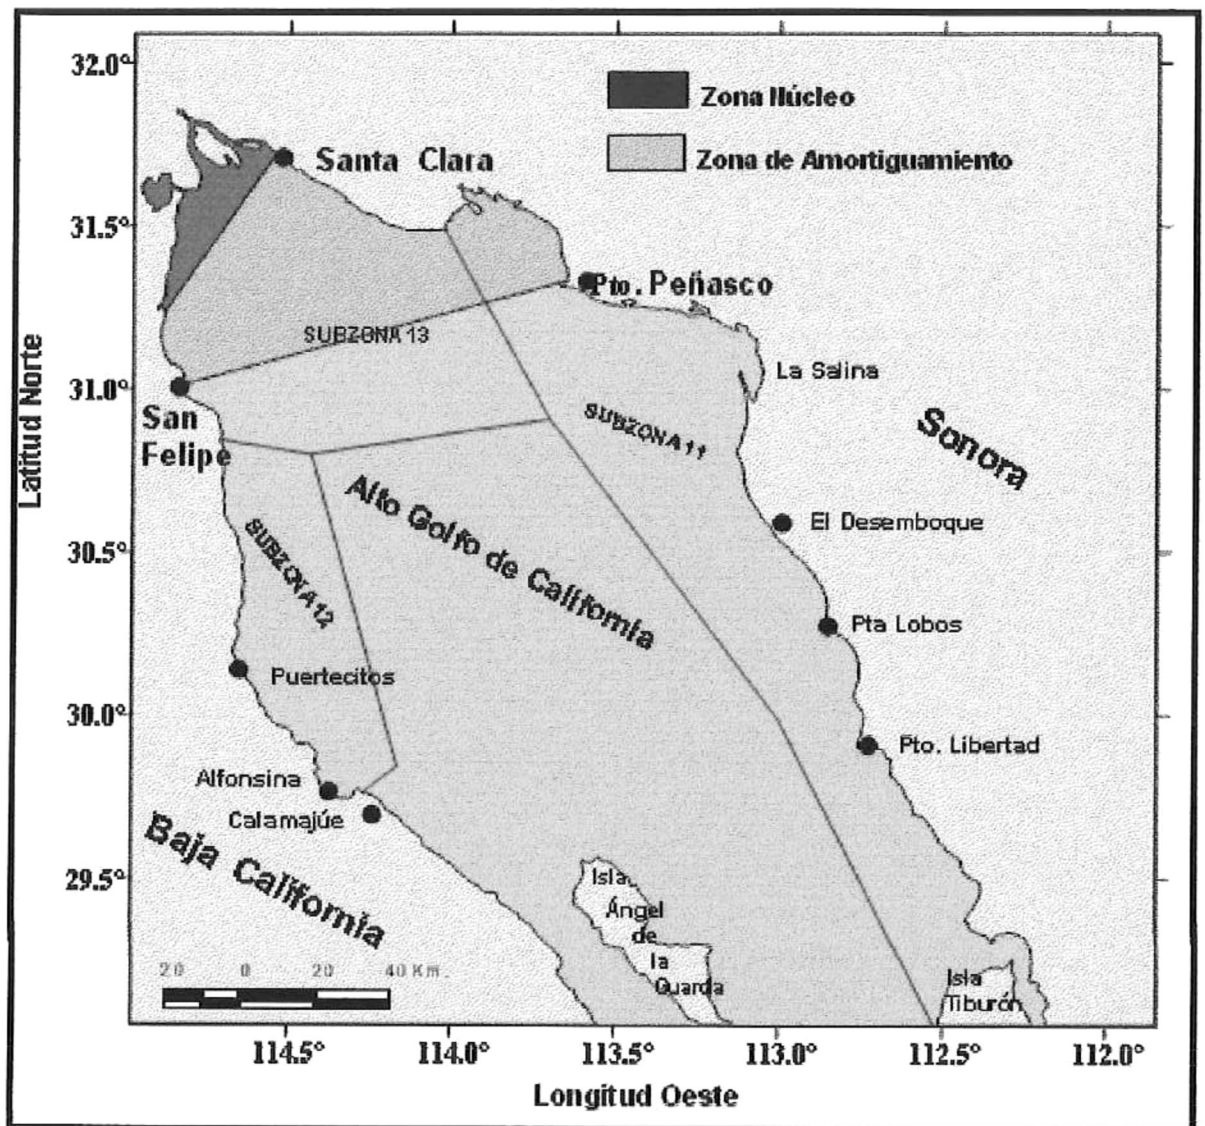 32.0°
Zona Núcleo
Zona de Amortiguamiento
Santa Clara
31.5°
Pto. Peñasco
SUBZONA 13
La Salina
31.0°
San
Felipe
SUBZONA 11
Sonora
Latitud Norte
Alto Golfo de California
El Desemboque
30.5°
SUBZONA 12
Pta Lobos
Puertecitos
30.0°
Pto. Libertad
Alfonsina
Calamajúe
Baja California
29.5°
Isla
Ángel
de
la
Guarda
20 0 20 40 Km.
Isla
Tiburón
114.5° 114.0° 113.5° 113.0° 112.5° 112.0°
Longitud Oeste